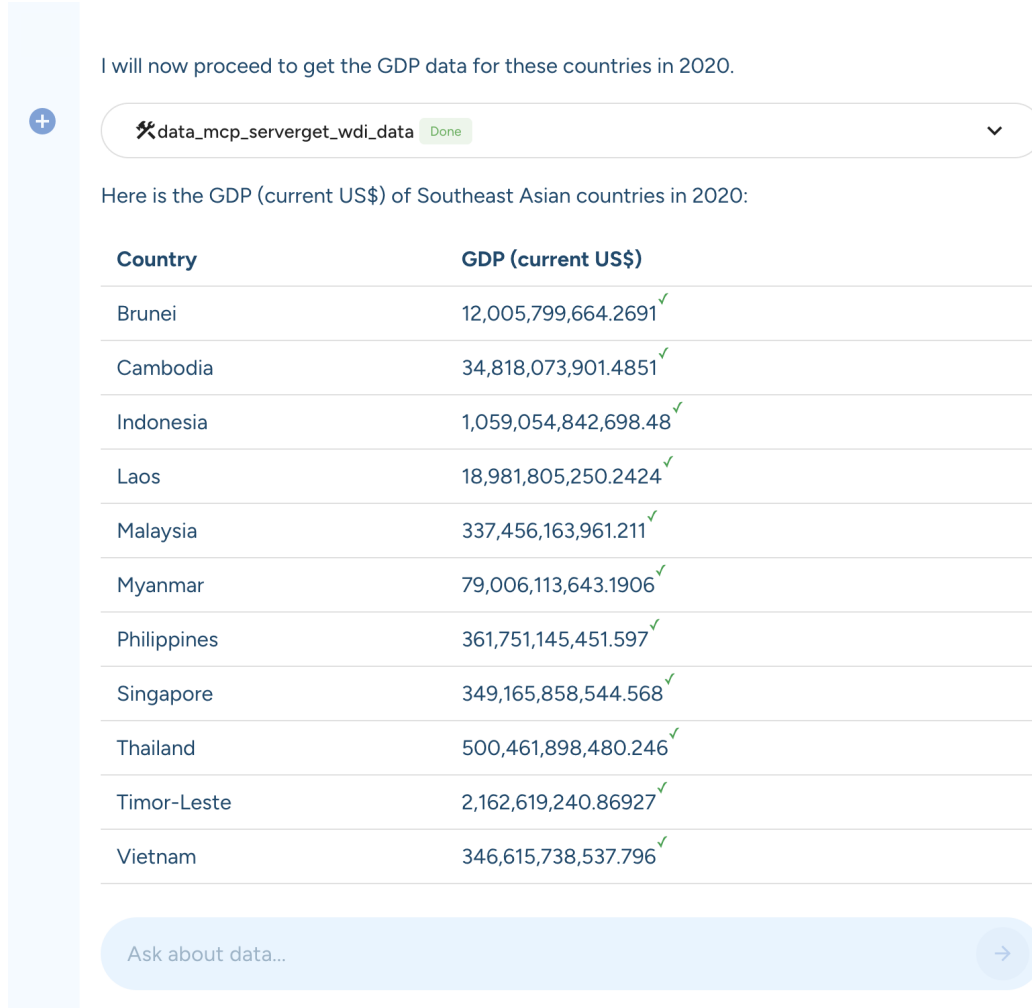 I will now proceed to get the GDP data for these countries in 2020.
data_mcp_serverget_wdi_data Done
Here is the GDP (current US$) of Southeast Asian countries in 2020:
Country GDP (current US$)
Brunei 12,005,799,664.2691✓
Cambodia 34,818,073,901.4851✓
Indonesia 1,059,054,842,698.48✓
Laos 18,981,805,250.2424✓
Malaysia 337,456,163,961.211✓
Myanmar 79,006,113,643.1906✓
Philippines 361,751,145,451.597✓
Singapore 349,165,858,544.568✓
Thailand 500,461,898,480.246✓
Timor-Leste 2,162,619,240.86927✓
Vietnam 346,615,738,537.796✓
Ask about data...